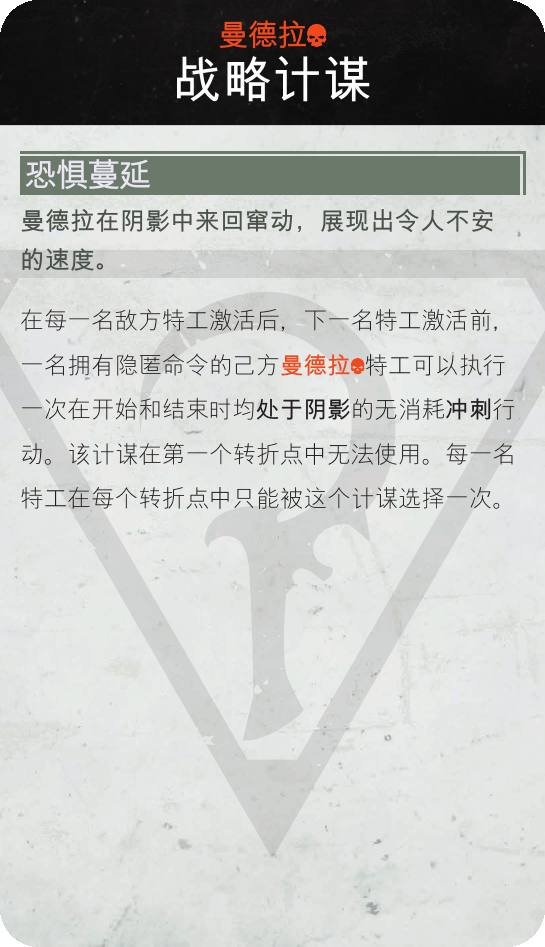 曼德拉
战略计谋
恐惧蔓延
曼德拉在阴影中来回窜动，展现出令人不安
的速度。
在每一名敌方特工激活后，下一名特工激活前，
一名拥有隐匿命令的己方曼德拉特工可以执行
一次在开始和结束时均处于阴影的无消耗冲刺行
动。该计谋在第一个转折点中无法使用。每一名
特工在每个转折点中只能被这个计谋选择一次。